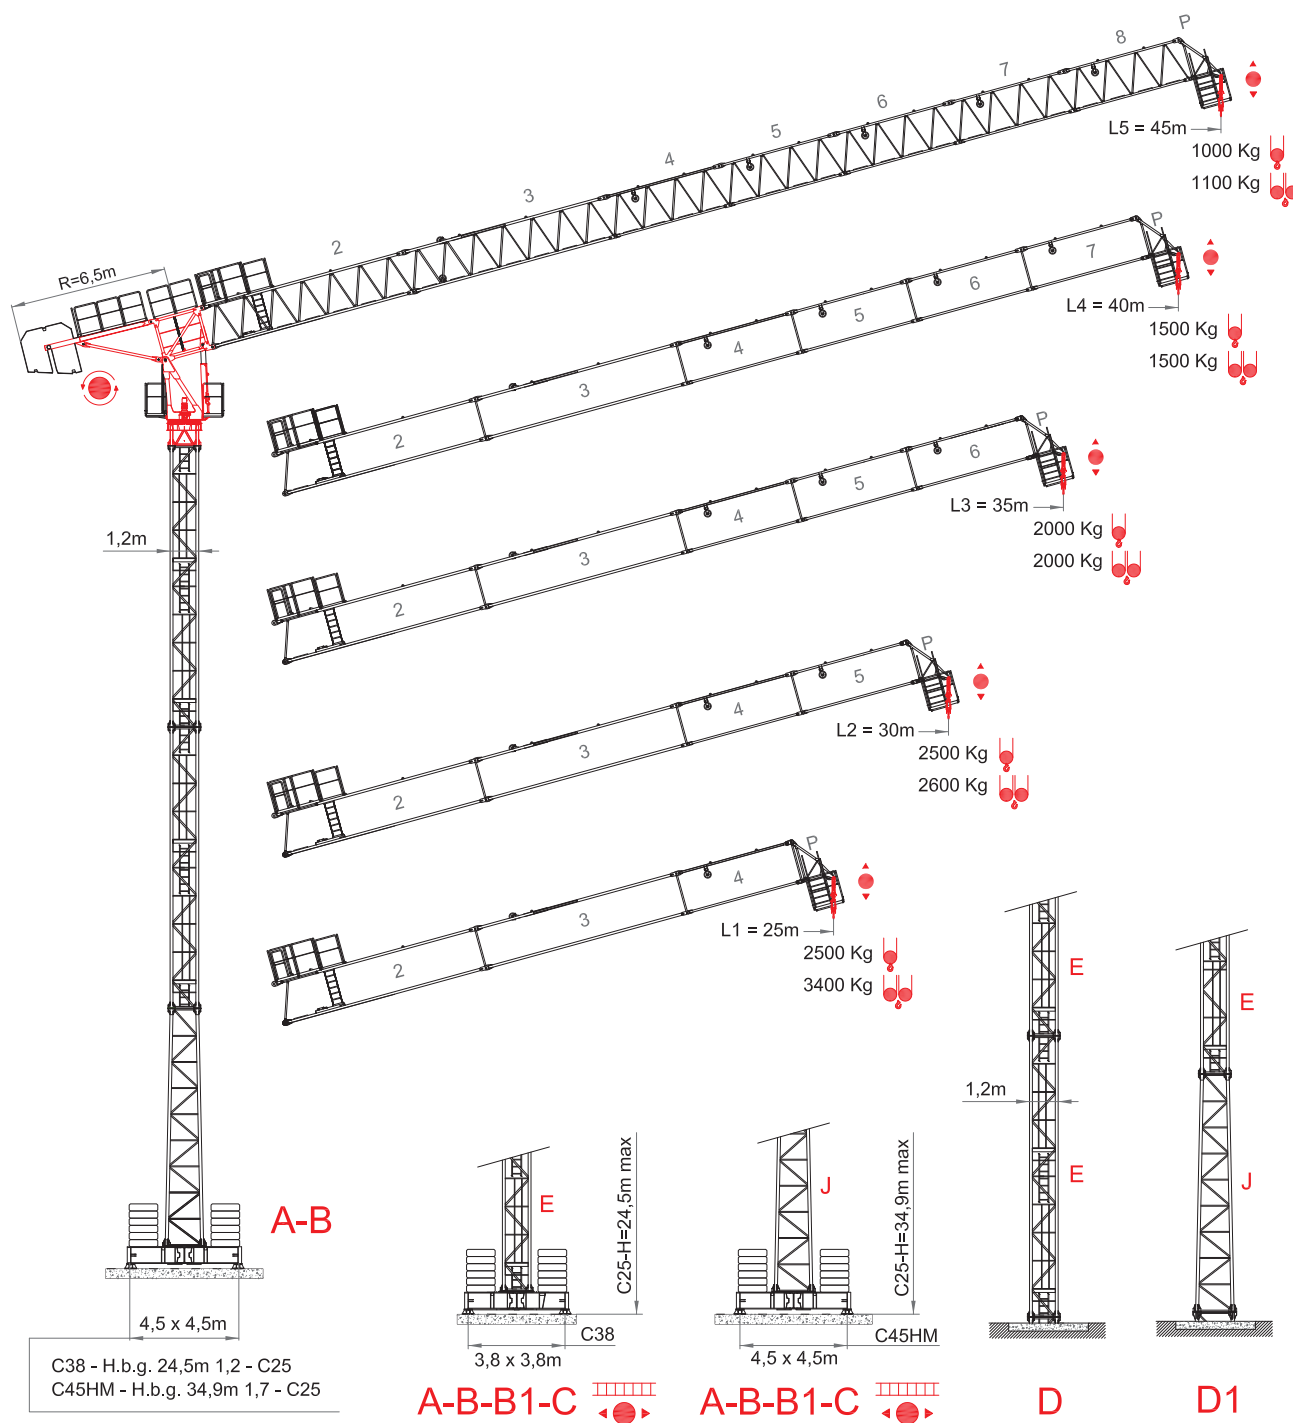 P
8
7
6
5
4
3
2
L5 = 45m
1000 Kg
1100 Kg
R=6,5m
P
7
6
5
4
3
2
L4 = 40m
1500 Kg
1500 Kg
P
6
5
4
3
2
L3 = 35m
2000 Kg
2000 Kg
1,2m
P
5
4
3
2
L2 = 30m
2500 Kg
2600 Kg
P
4
3
2
L1 = 25m
2500 Kg
3400 Kg
E
E
1,2m
E
J
E
J
A-B
C25-H=24,5m max
C25-H=34,9m max
4,5 x 4,5m
C38
3,8 x 3,8m
C45HM
4,5 x 4,5m
C38 - H.b.g. 24,5m 1,2 - C25
C45HM - H.b.g. 34,9m 1,7 - C25
A-B-B1-C
A-B-B1-C
D
D1